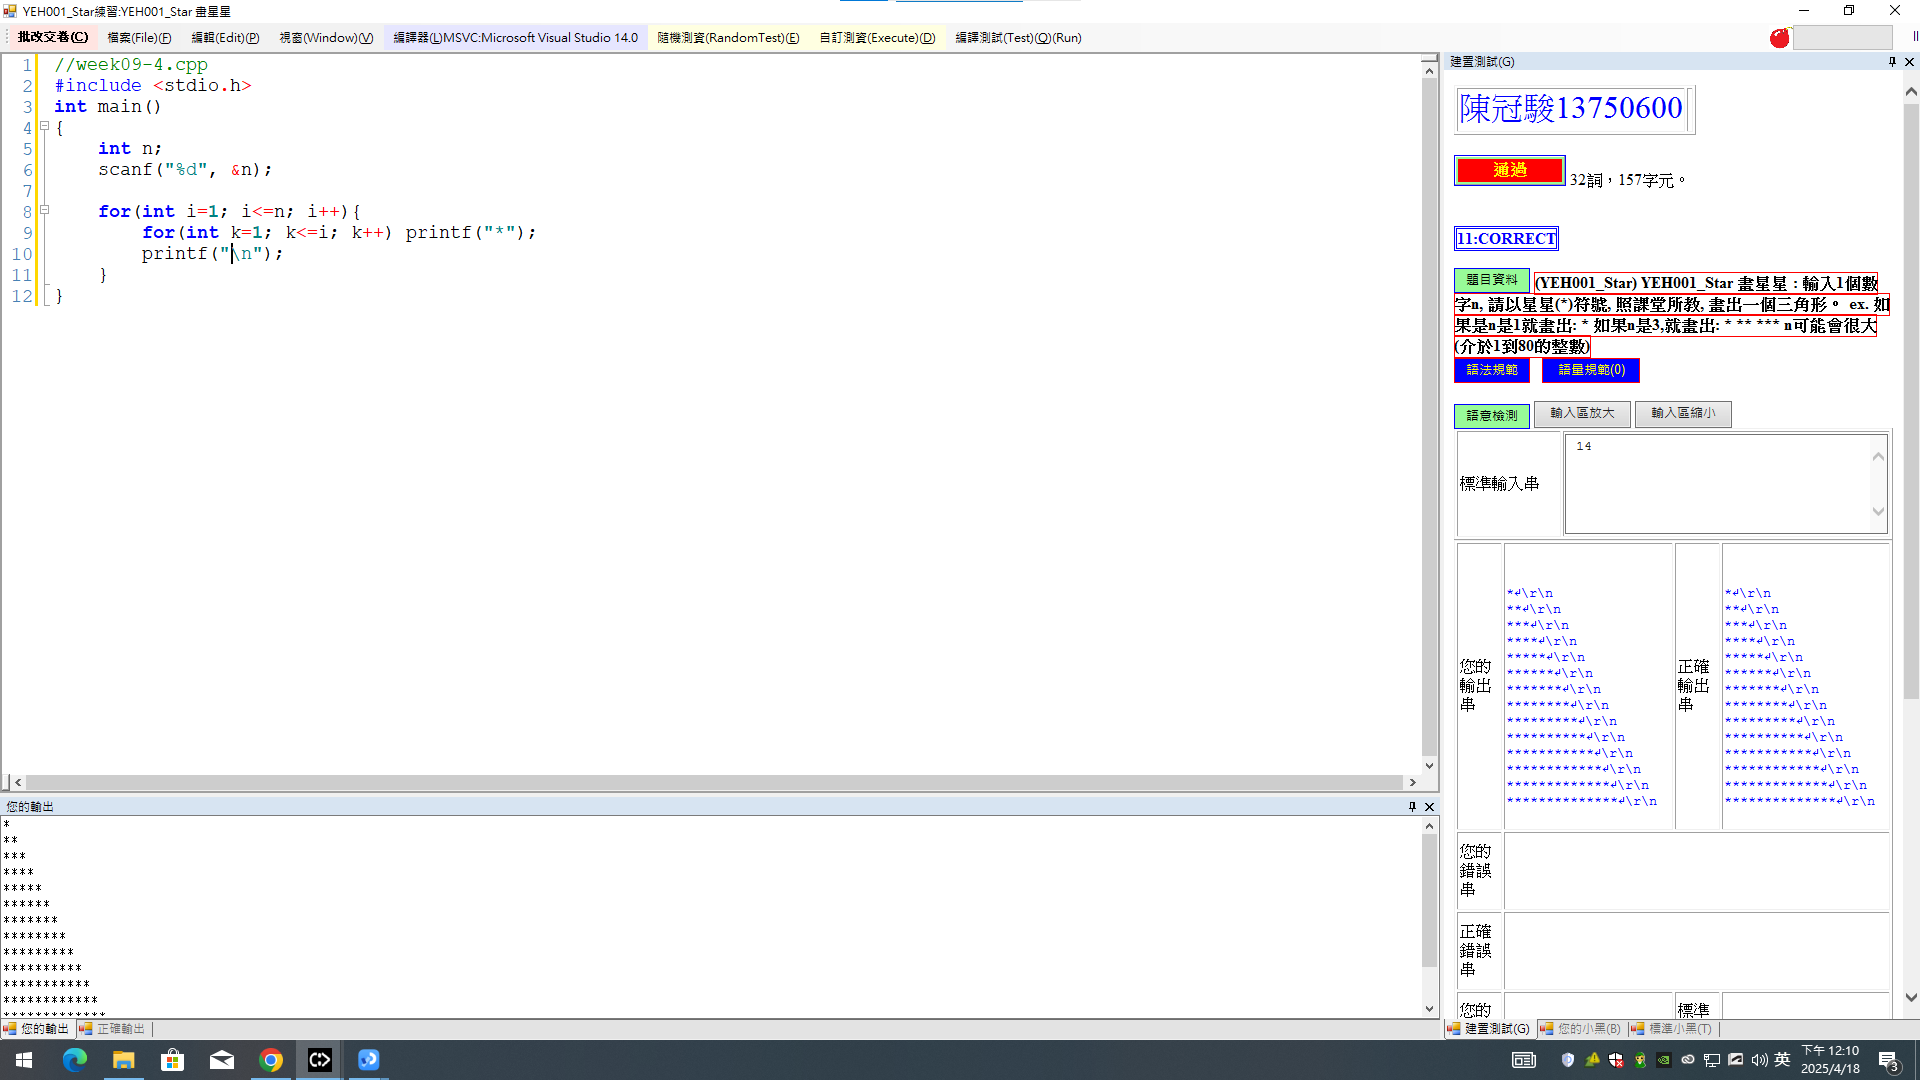 YEH001_Star練習:YEH001_Star 畫星星
批改交卷(C) 檔案(File)(F) 編輯(Edit)(P) 視窗(Window)(V) 編譯器(L)MSVC:Microsoft Visual Studio 14.0 隨機測資(RandomTest)(E) 自訂測資(Execute)(D) 編譯測試(Test)(Q)(Run)
1 //week09-4.cpp
2 #include <stdio.h>
3 int main()
4 {
5 int n;
6 scanf("%d", &n);
7
8 for(int i=1; i<=n; i++){
9 for(int k=1; k<=i; k++) printf("*");
10 printf("\n");
11 }
12 }
您的輸出
*
**
***
****
*****
******
*******
********
*********
**********
***********
************
*************
您的輸出 正確輸出
建置測試(G)
陳冠駿13750600
通過 32詞，157字元。
11:CORRECT
題目資料 (YEH001_Star) YEH001_Star 畫星星 : 輸入1個數
字n, 請以星星(*)符號, 照課堂所教, 畫出一個三角形。 ex. 如
果是n是1就畫出: * 如果n是3,就畫出: * ** *** n可能會很大
(介於1到80的整數)
語法規範 語量規範(0)
語意檢測 輸入區放大 輸入區縮小
標準輸入串
14
您的
輸出
串
*↲\r\n
**↲\r\n
***↲\r\n
****↲\r\n
*****↲\r\n
******↲\r\n
*******↲\r\n
********↲\r\n
*********↲\r\n
**********↲\r\n
***********↲\r\n
************↲\r\n
*************↲\r\n
**************↲\r\n
正確
輸出
串
*↲\r\n
**↲\r\n
***↲\r\n
****↲\r\n
*****↲\r\n
******↲\r\n
*******↲\r\n
********↲\r\n
*********↲\r\n
**********↲\r\n
***********↲\r\n
************↲\r\n
*************↲\r\n
**************↲\r\n
您的
錯誤
串
正確
錯誤
串
您的
標準
建置測試(G) 您的小黑(B) 標準小黑(T)
英
下午 12:10
2025/4/18
3